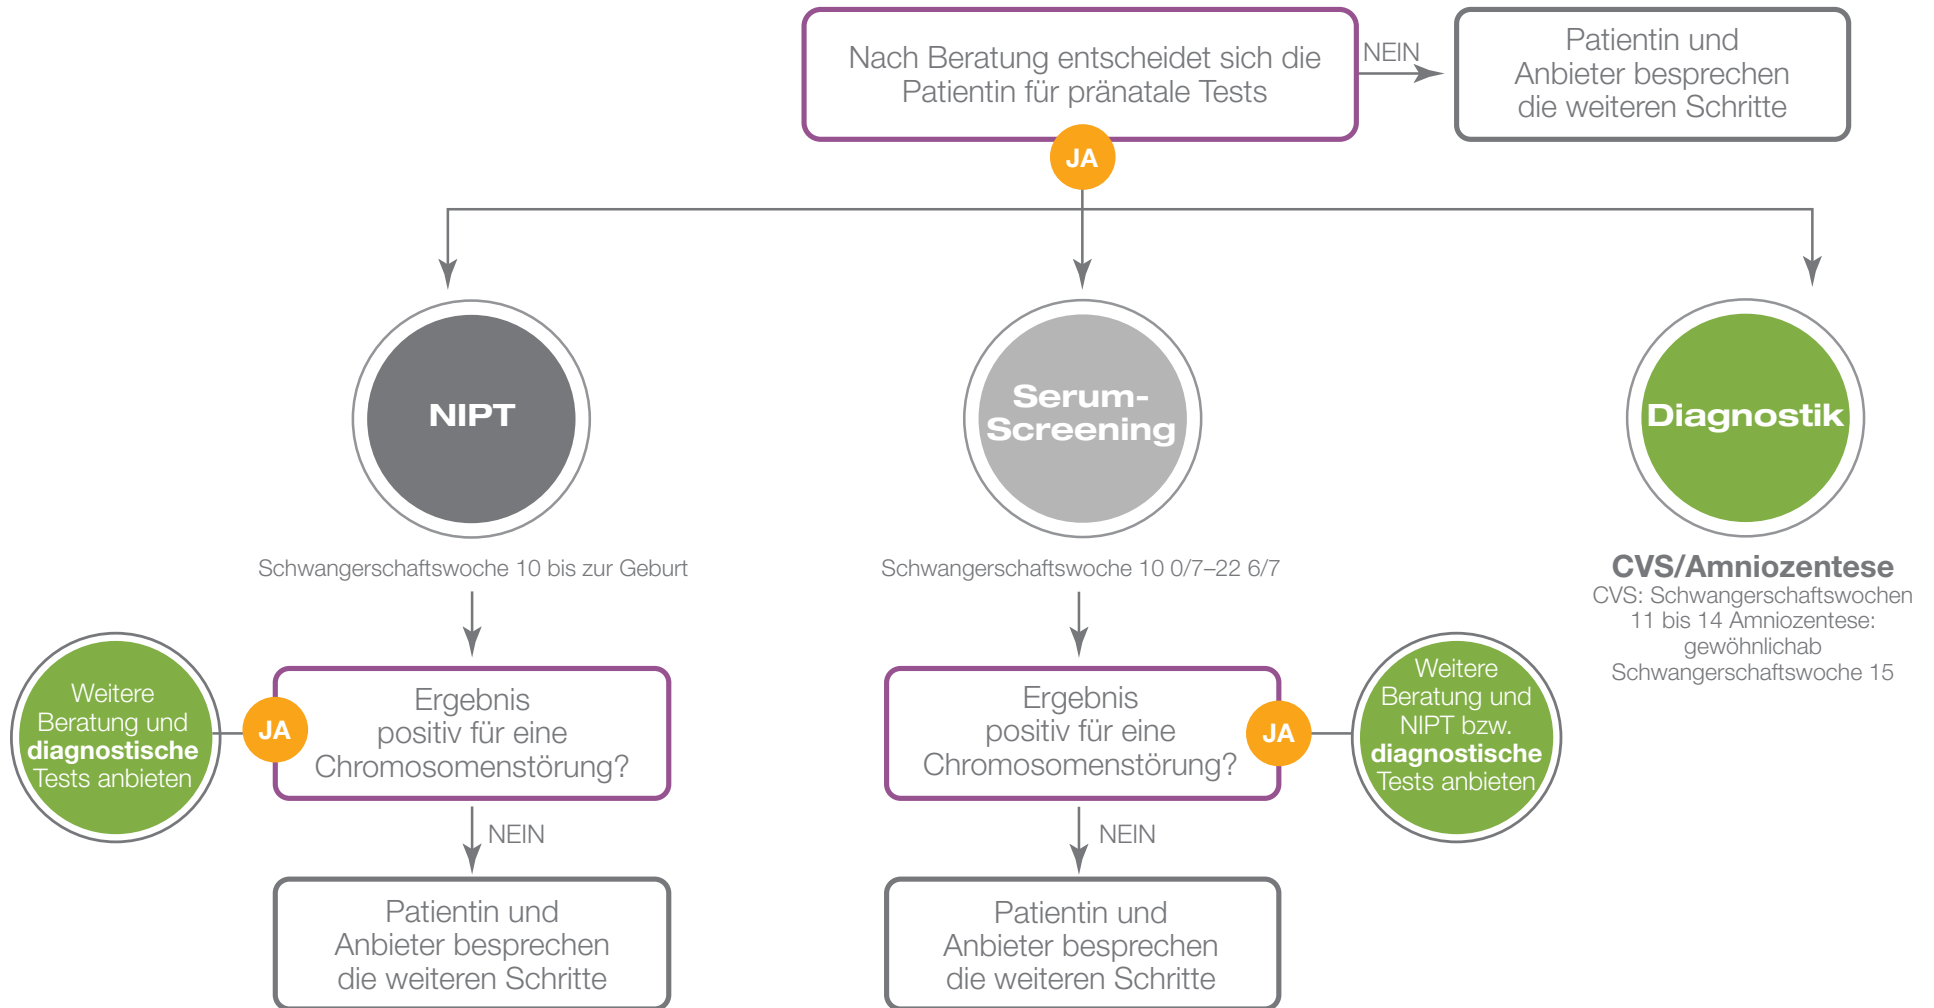 Nach Beratung entscheidet sich die
Patientin für pränatale Tests
NEIN
Patientin und
Anbieter besprechen
die weiteren Schritte
JA
NIPT
Serum-
Screening
Diagnostik
Schwangerschaftswoche 10 bis zur Geburt
Schwangerschaftswoche 10 0/7–22 6/7
CVS/Amniozentese
CVS: Schwangerschaftswochen
11 bis 14 Amniozentese:
gewöhnlichab
Schwangerschaftswoche 15
Weitere
Beratung und
diagnostische
Tests anbieten
JA
Ergebnis
positiv für eine
Chromosomenstörung?
Ergebnis
positiv für eine
Chromosomenstörung?
JA
Weitere
Beratung und
NIPT bzw.
diagnostische
Tests anbieten
NEIN
NEIN
Patientin und
Anbieter besprechen
die weiteren Schritte
Patientin und
Anbieter besprechen
die weiteren Schritte